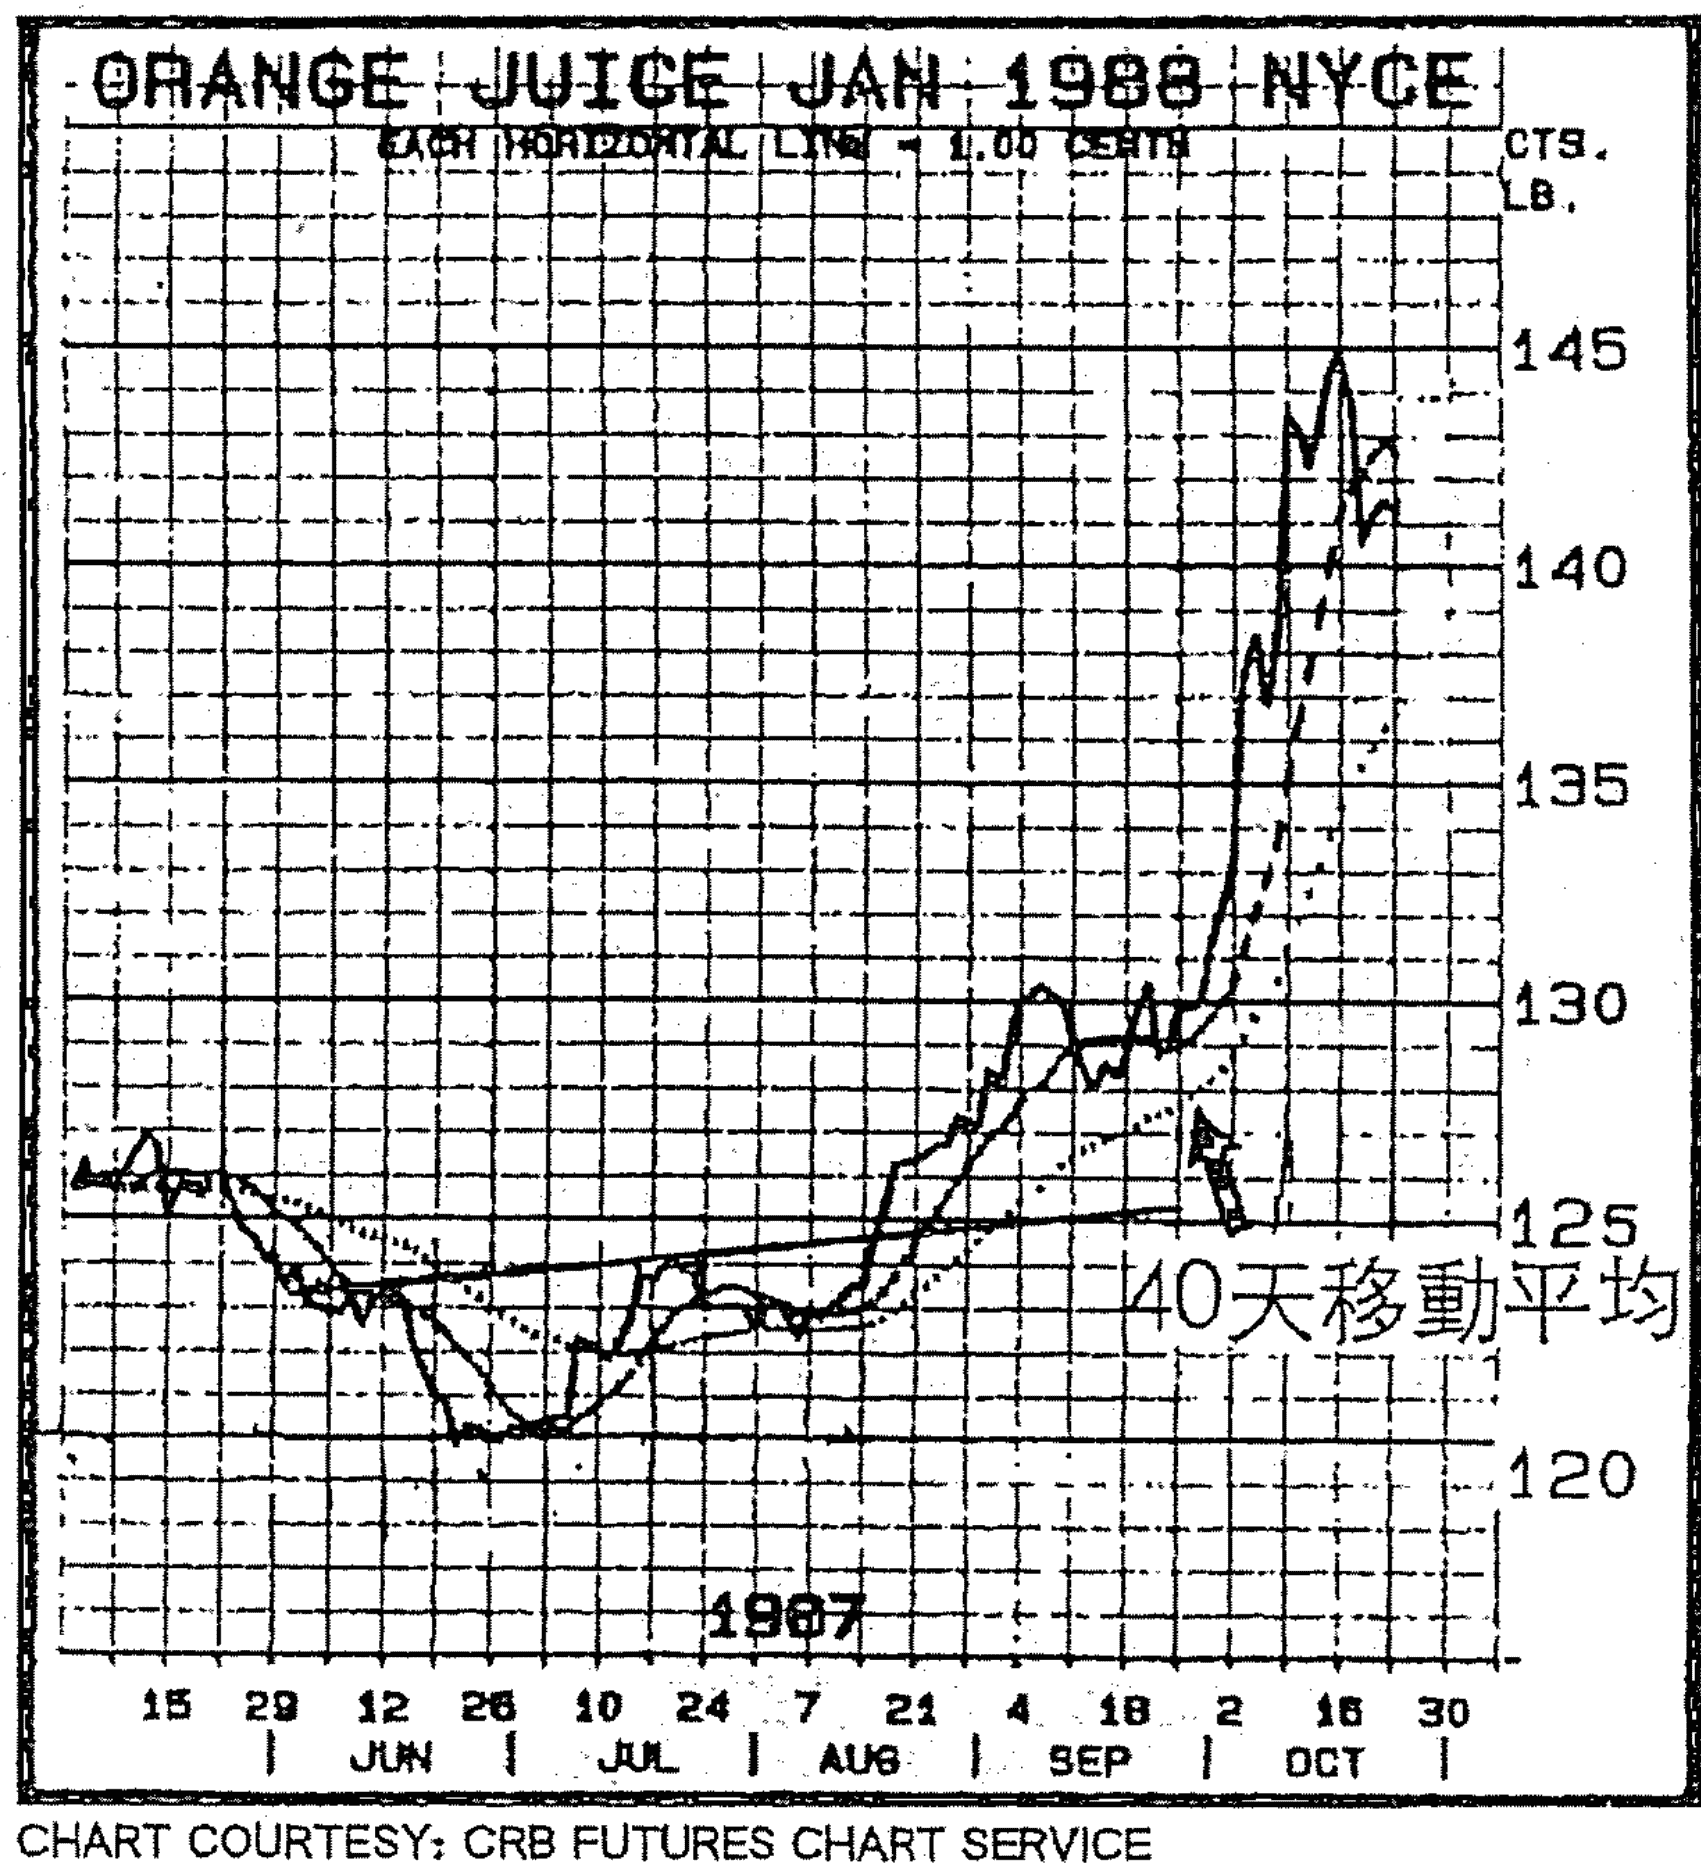 ORANGE JUICE JAN 1988 NYCE
EACH HORIZONTAL LINE = 1.00 CENTS
CTS.
LB.
145
140
135
130
125
40天移動平均
120
1987
15 29 12 26 10 24 7 21 4 18 2 16 30
JUN JUL AUG SEP OCT
CHART COURTESY: CRB FUTURES CHART SERVICE